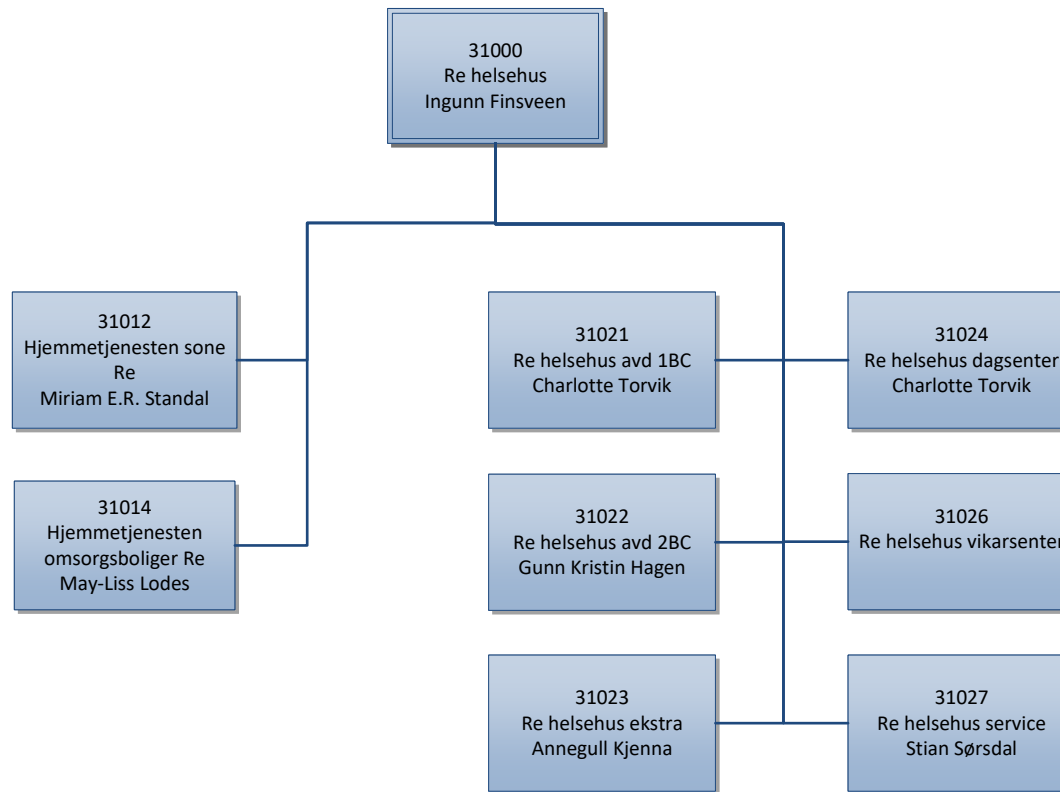 31000
Re helsehus
Ingunn Finsveen
31012
Hjemmetjenesten sone
Re
Miriam E.R. Standal
31014
Hjemmetjenesten
omsorgsboliger Re
May-Liss Lodes
31021
Re helsehus avd 1BC
Charlotte Torvik
31024
Re helsehus dagsenter
Charlotte Torvik
31022
Re helsehus avd 2BC
Gunn Kristin Hagen
31026
Re helsehus vikarsenter
31023
Re helsehus ekstra
Annegull Kjenna
31027
Re helsehus service
Stian Sørsdal